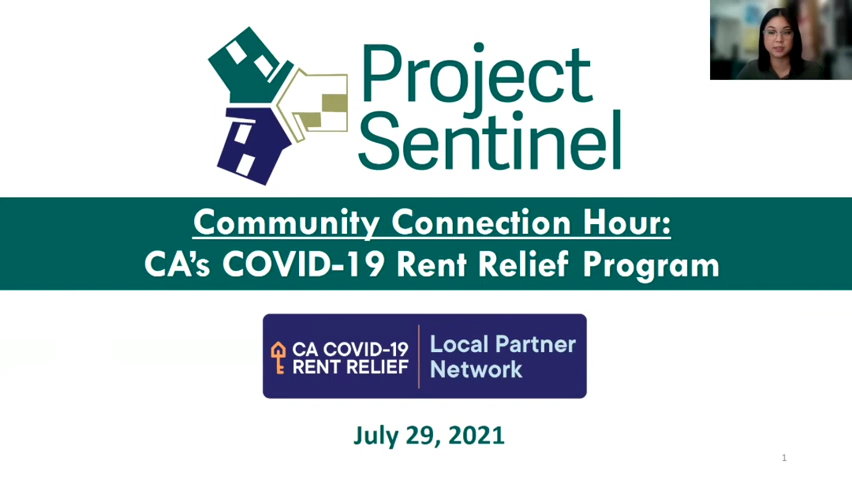 Project
Sentinel
Community Connection Hour:
CA's COVID-19 Rent Relief Program
CA COVID-19
RENT RELIEF
Local Partner
Network
July 29, 2021
1